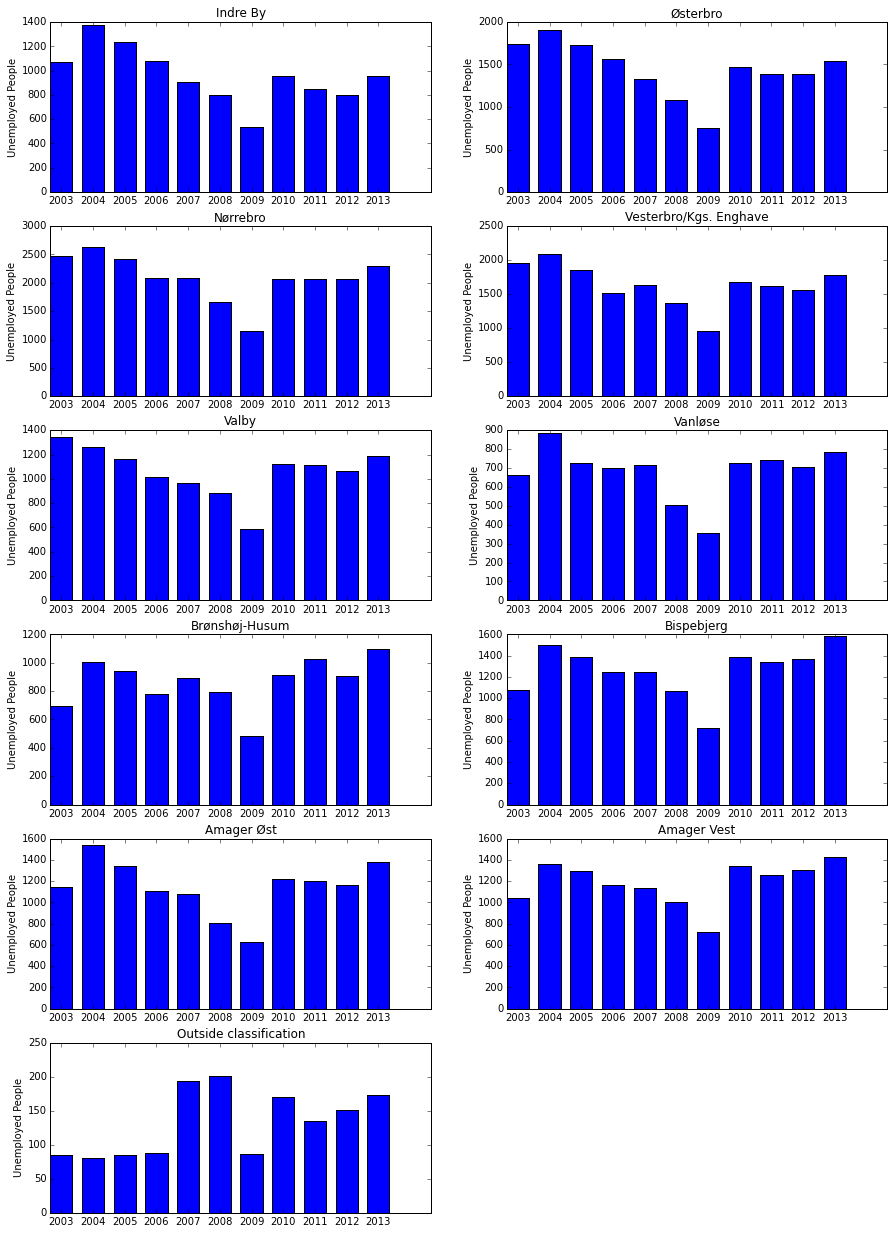 Indre By
Unemployed People
1400
1200
1000
800
600
400
200
0
2003 2004 2005 2006 2007 2008 2009 2010 2011 2012 2013
Østerbro
Unemployed People
2000
1500
1000
500
0
2003 2004 2005 2006 2007 2008 2009 2010 2011 2012 2013
Nørrebro
Unemployed People
3000
2500
2000
1500
1000
500
0
2003 2004 2005 2006 2007 2008 2009 2010 2011 2012 2013
Vesterbro/Kgs. Enghave
Unemployed People
2500
2000
1500
1000
500
0
2003 2004 2005 2006 2007 2008 2009 2010 2011 2012 2013
Valby
Unemployed People
1400
1200
1000
800
600
400
200
0
2003 2004 2005 2006 2007 2008 2009 2010 2011 2012 2013
Vanløse
Unemployed People
900
800
700
600
500
400
300
200
100
0
2003 2004 2005 2006 2007 2008 2009 2010 2011 2012 2013
Brønshøj-Husum
Unemployed People
1200
1000
800
600
400
200
0
2003 2004 2005 2006 2007 2008 2009 2010 2011 2012 2013
Bispebjerg
Unemployed People
1600
1400
1200
1000
800
600
400
200
0
2003 2004 2005 2006 2007 2008 2009 2010 2011 2012 2013
Amager Øst
Unemployed People
1600
1400
1200
1000
800
600
400
200
0
2003 2004 2005 2006 2007 2008 2009 2010 2011 2012 2013
Amager Vest
Unemployed People
1600
1400
1200
1000
800
600
400
200
0
2003 2004 2005 2006 2007 2008 2009 2010 2011 2012 2013
Outside classification
Unemployed People
250
200
150
100
50
0
2003 2004 2005 2006 2007 2008 2009 2010 2011 2012 2013